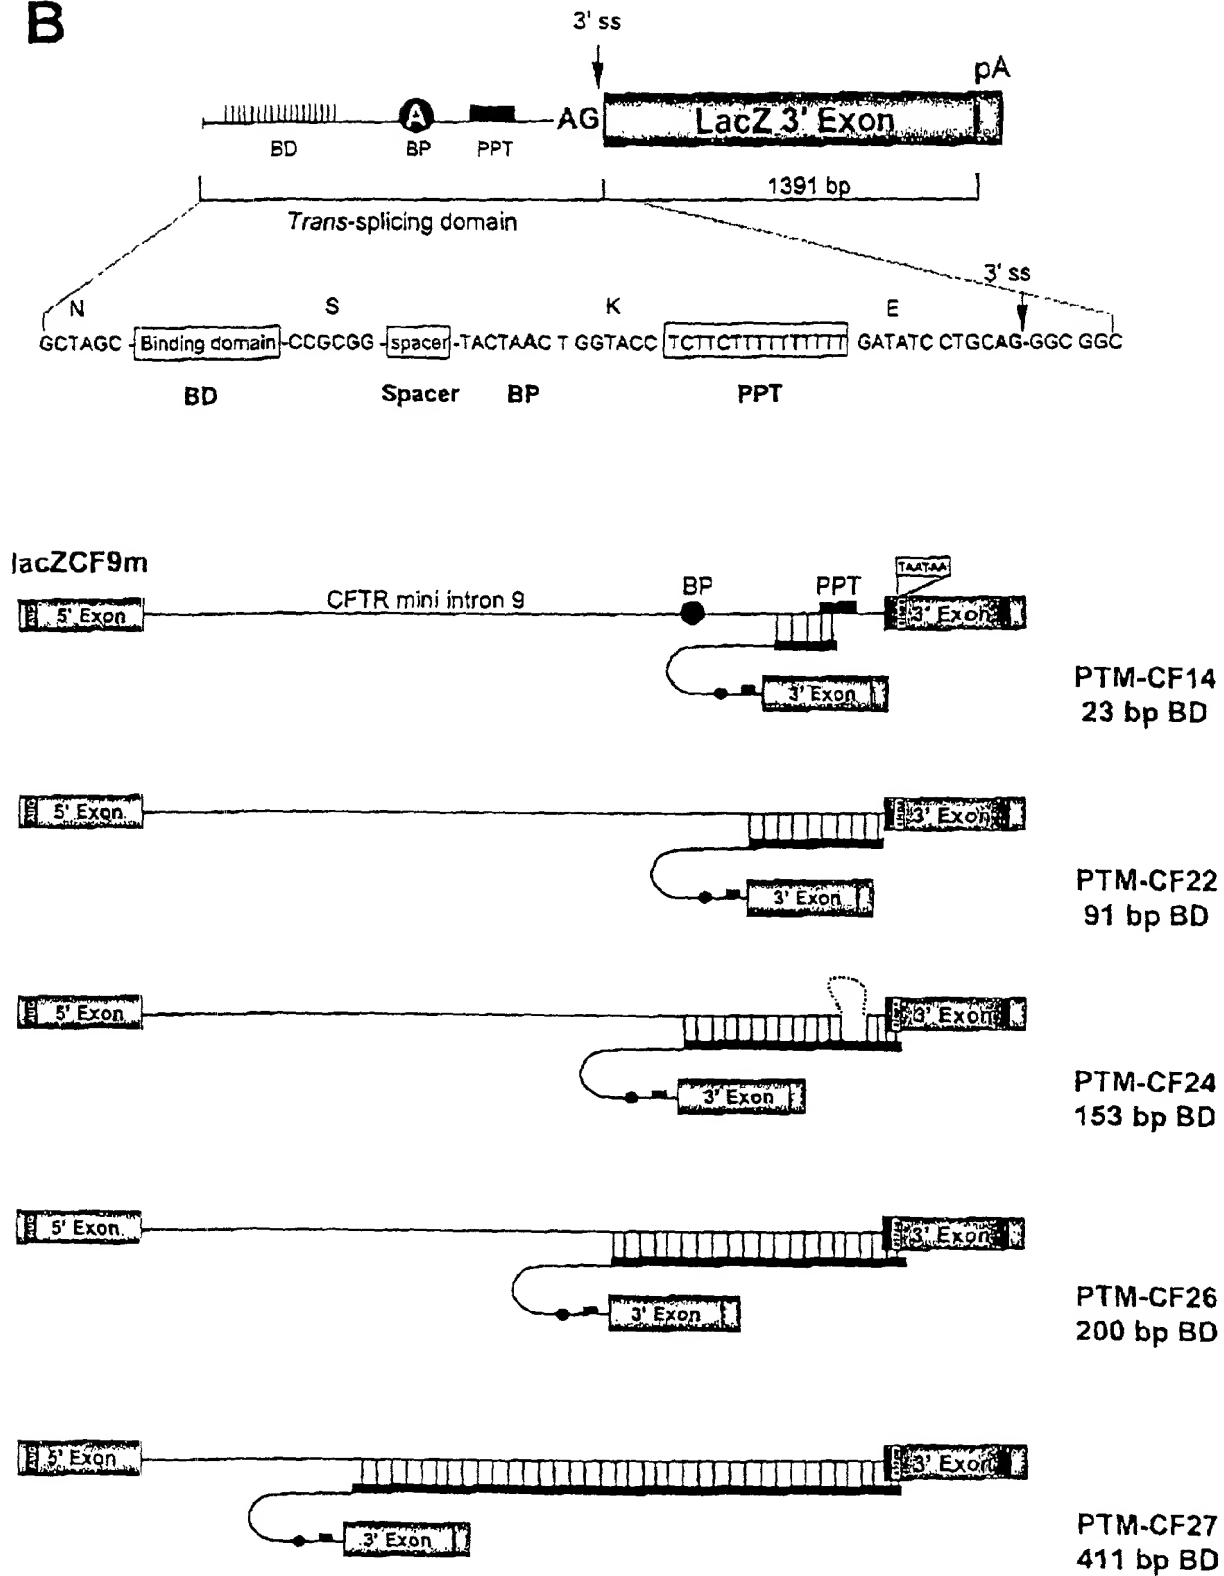 B
3' ss
pA
A
AG
LacZ 3' Exon
BD
BP
PPT
1391 bp
Trans-splicing domain
3' ss
N
S
K
E
GCTAGC - Binding domain -CCGCGG - spacer -TACTAAC T GGTACC TCTTCTTTTTTTTTT GATATC CTGCAG-GGC GGC
BD
Spacer
BP
PPT
lacZCF9m
5' Exon
CFTR mini intron 9
BP
PPT
TAATAA
3' Exon
3' Exon
PTM-CF14
23 bp BD
5' Exon
3' Exon
3' Exon
PTM-CF22
91 bp BD
5' Exon
3' Exon
3' Exon
PTM-CF24
153 bp BD
5' Exon
3' Exon
3' Exon
PTM-CF26
200 bp BD
5' Exon
3' Exon
3' Exon
PTM-CF27
411 bp BD